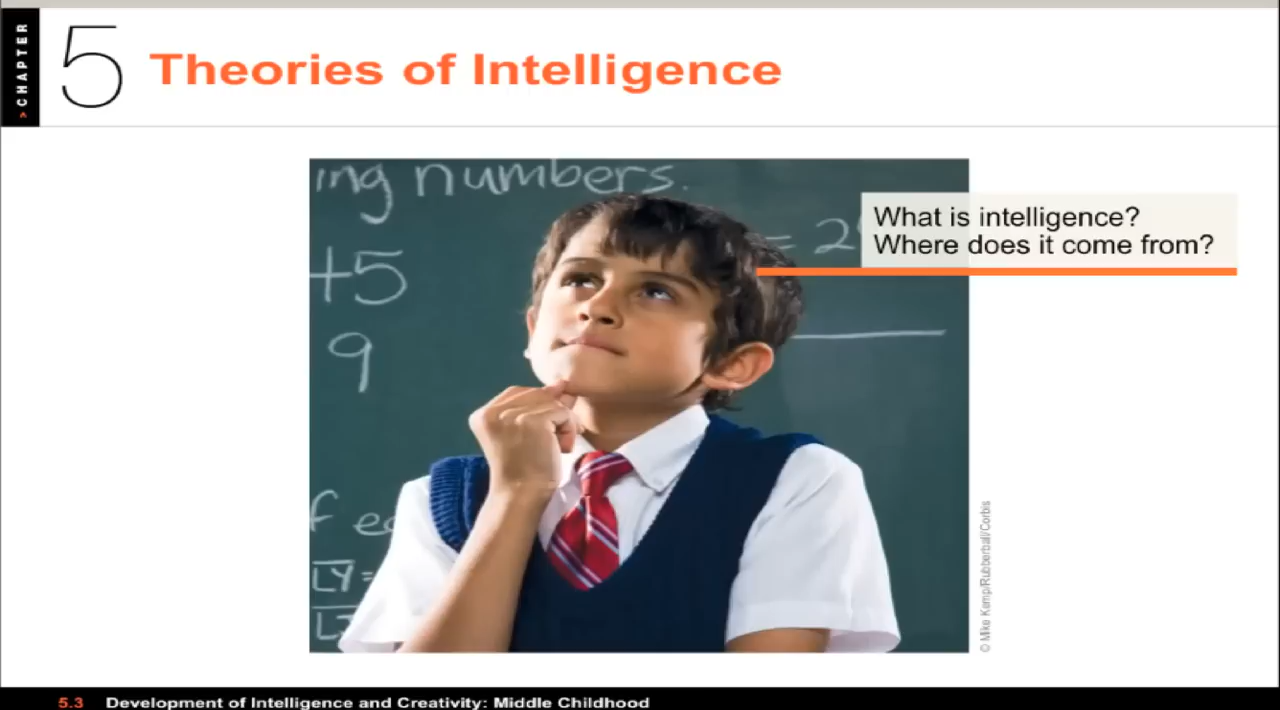 > CHAPTER
5
Theories of Intelligence
ing numbers.
What is intelligence?
= 2
Where does it come from?
+5
9
f
© Mike Kemp/Rubberball/Corbis
5.3 Development of Intelligence and Creativity: Middle Childhood